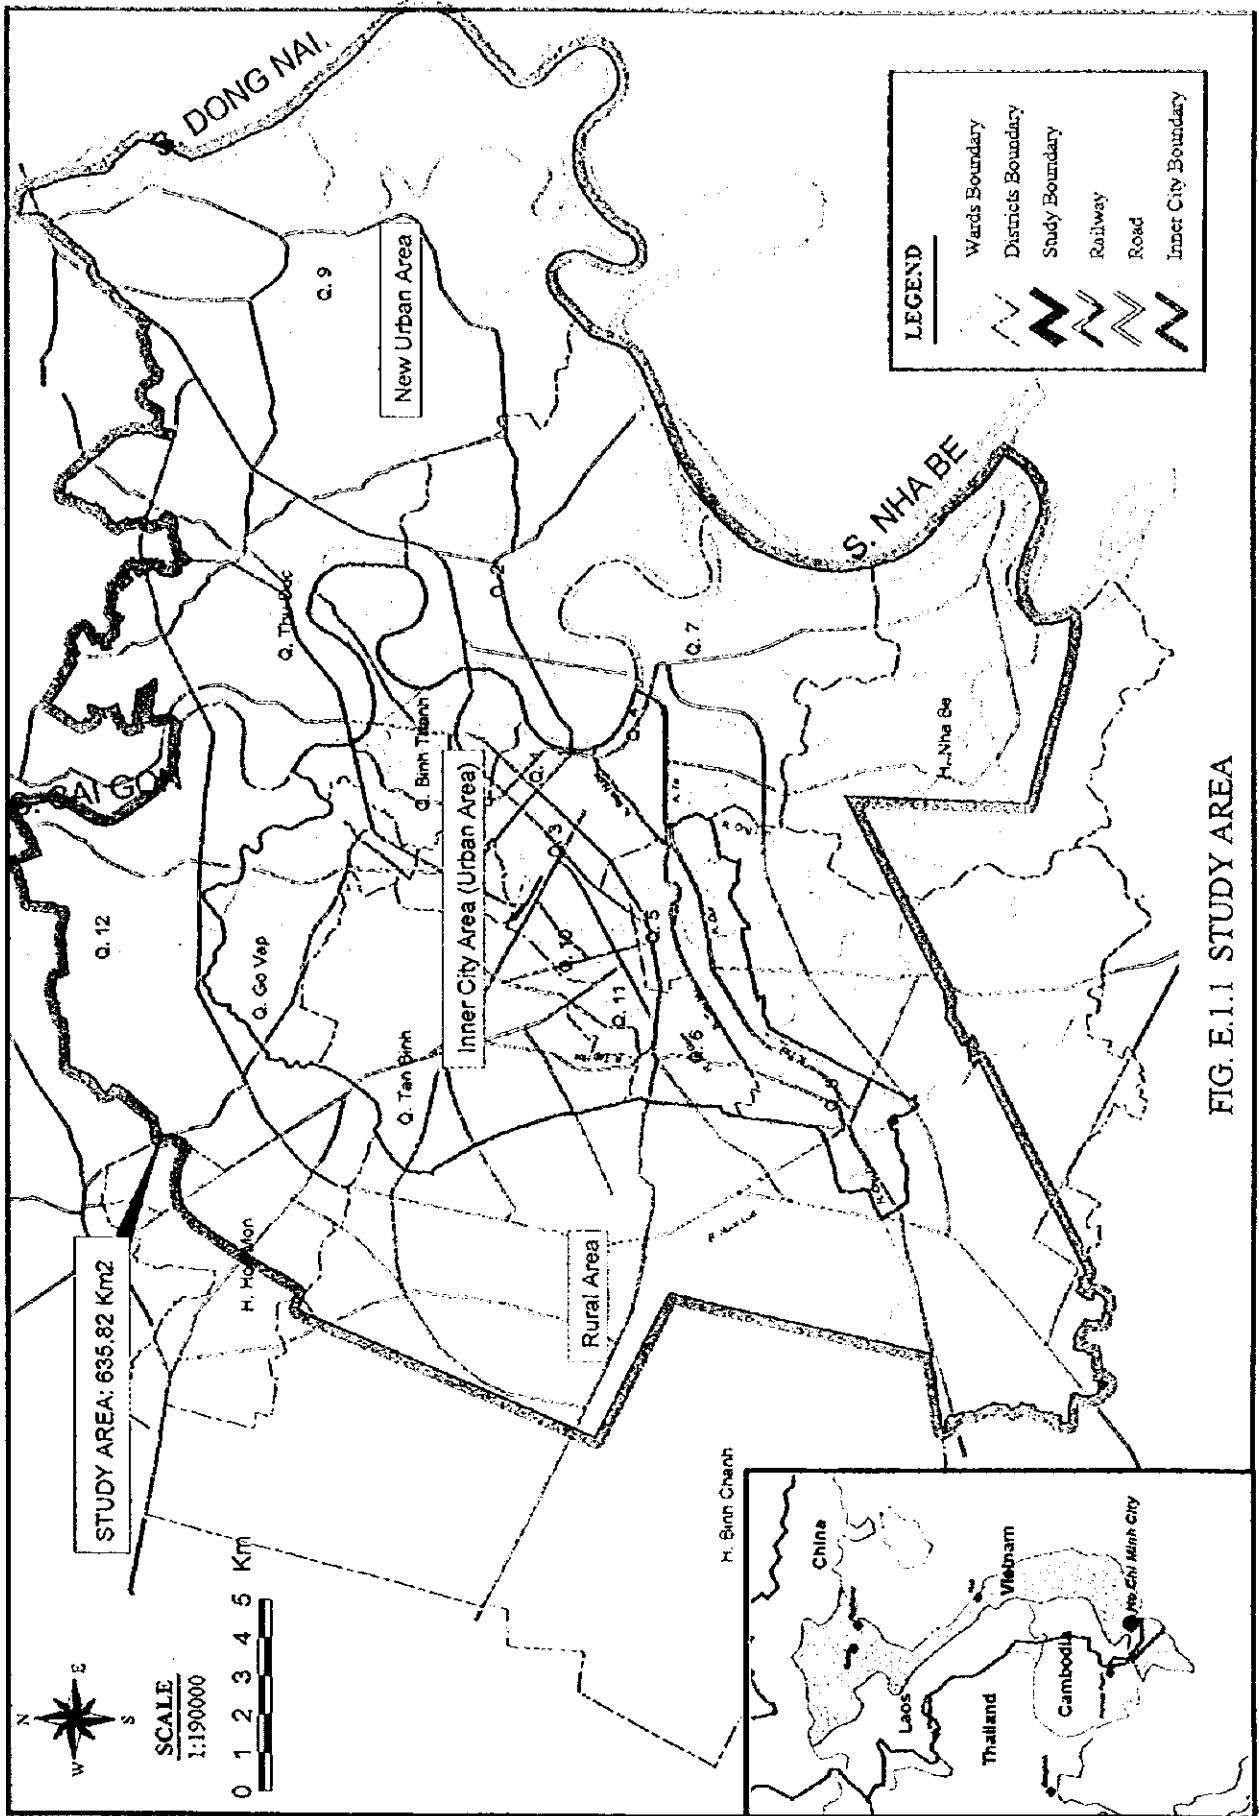 N
W
E
S
SCALE
1:190000
0 1 2 3 4 5 Km
STUDY AREA: 635.82 Km2
DONG NAI
Q. 12
Q. 9
New Urban Area
Q. Thu Duc
Q. Go Vap
Q. Binh Thanh
Q. Tan Binh
Inner City Area (Urban Area)
Q. 2
Q. 1
Q. 3
Q. 10
Q. 11
Q. 5
Q. 4
Q. 7
Q. 6
Rural Area
S. NHA BE
H. Nha Be
H. Binh Chanh
LEGEND
Wards Boundary
Districts Boundary
Study Boundary
Railway
Road
Inner City Boundary
China
Vietnam
Laos
Thailand
Cambodia
Ho Chi Minh City
FIG. E.1.1 STUDY AREA